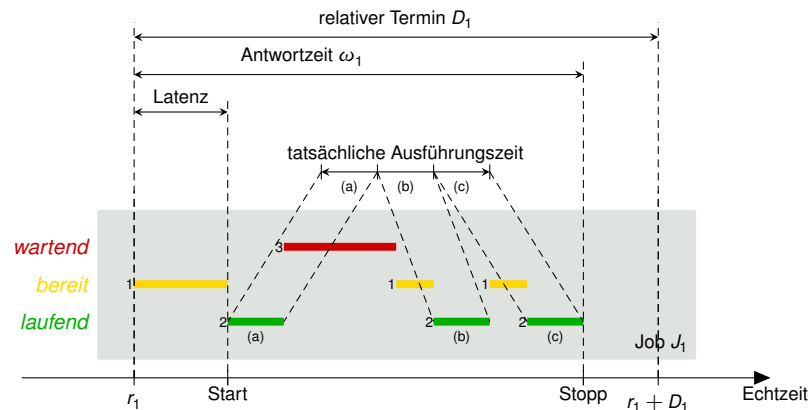 relativer Termin D₁
Antwortzeit ω₁
Latenz
tatsächliche Ausführungszeit
(a) (b) (c)
wartend 3
bereit 1 1 1
laufend 2 2 2
(a) (b) (c)
Job J₁
r₁ Start Stopp r₁ + D₁ Echtzeit